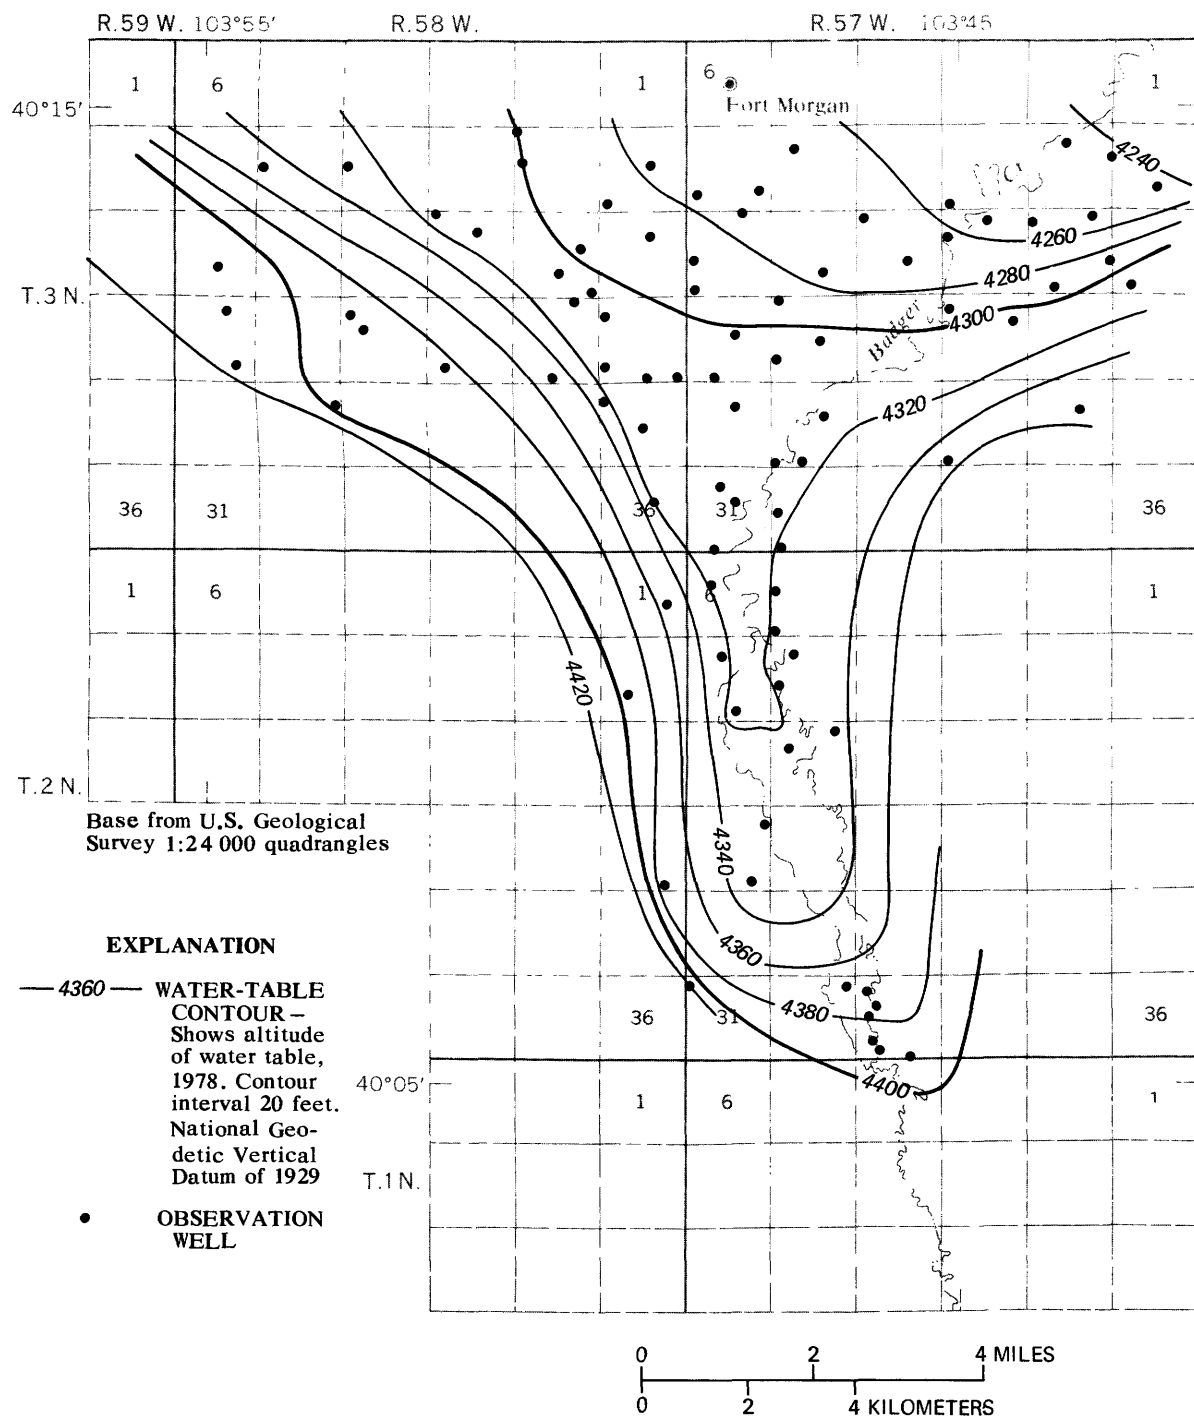 R.59 W. 103°55′ R.58 W. R.57 W. 103°45
1 6 1 6 1
40°15′ Fort Morgan
4240
4260
4280
T.3 N.
4300
Badger
4320
36 31 36 31 36
1 6 1 6 1
4420
T.2 N.
Base from U.S. Geological
Survey 1:24 000 quadrangles
4340
EXPLANATION
4360
4360 WATER-TABLE
CONTOUR–
Shows altitude
of water table,
1978. Contour
interval 20 feet.
National Geo-
detic Vertical
Datum of 1929
4380
36 31 36
40°05′ 4400
1 6 1
T.1 N.
OBSERVATION
WELL
0 2 4 MILES
0 2 4 KILOMETERS